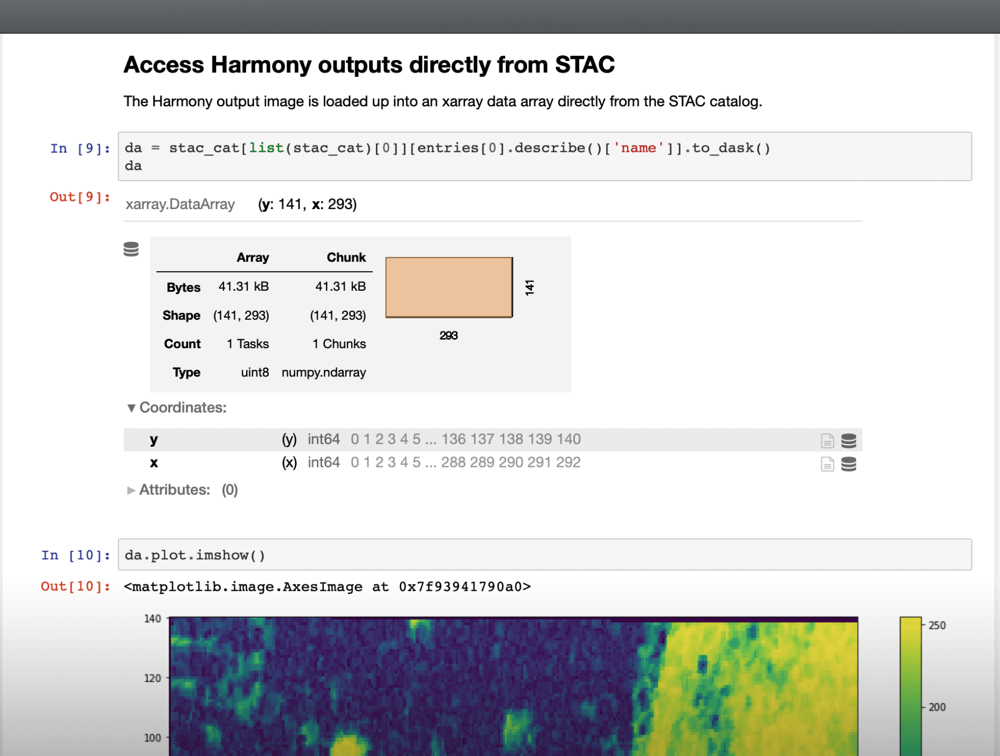 Access Harmony outputs directly from STAC
The Harmony output image is loaded up into an xarray data array directly from the STAC catalog.
In [9]: da = stac_cat[list(stac_cat)[0]][entries[0].describe()['name']].to_dask()
da
Out[9]: xarray.DataArray (y: 141, x: 293)
Array Chunk
Bytes 41.31 kB 41.31 kB
Shape (141, 293) (141, 293)
Count 1 Tasks 1 Chunks
Type uint8 numpy.ndarray
141
293
▼ Coordinates:
y (y) int64 0 1 2 3 4 5 ... 136 137 138 139 140
x (x) int64 0 1 2 3 4 5 ... 288 289 290 291 292
► Attributes: (0)
In [10]: da.plot.imshow()
Out[10]: <matplotlib.image.AxesImage at 0x7f93941790a0>
140
120
100
250
200